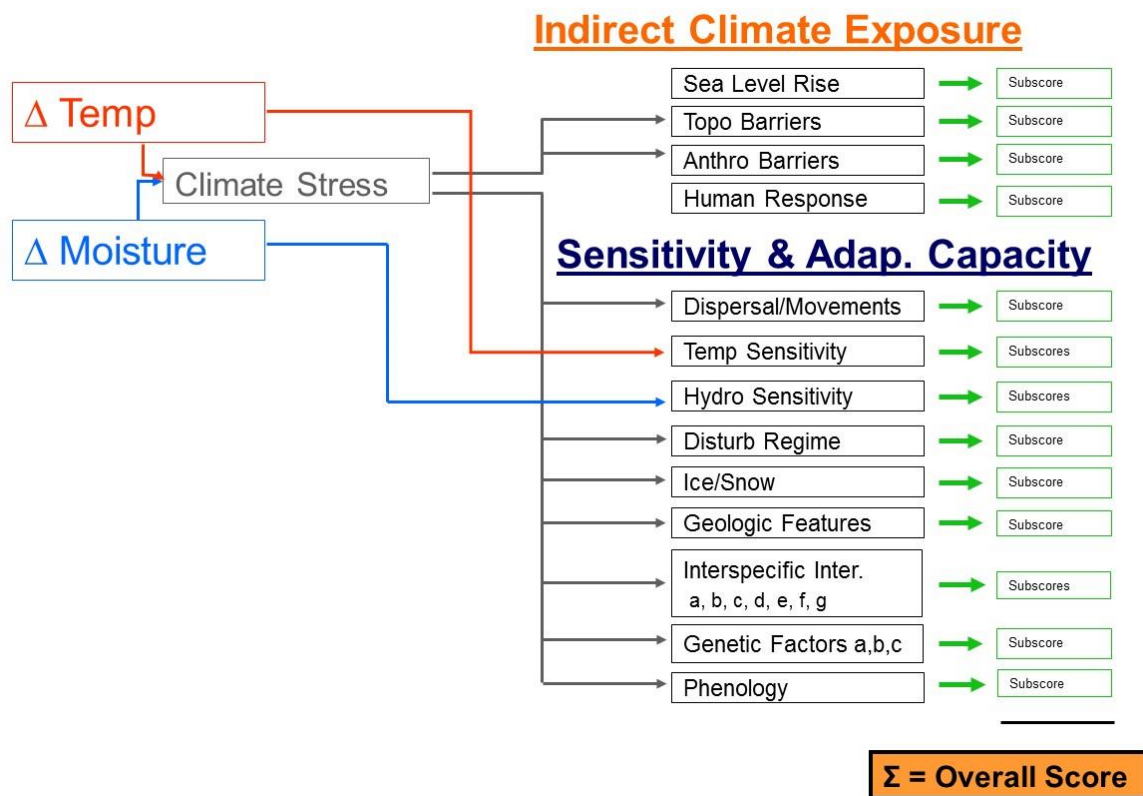 Indirect Climate Exposure
Δ Temp
Climate Stress
Δ Moisture
Sea Level Rise
Subscore
Topo Barriers
Subscore
Anthro Barriers
Subscore
Human Response
Subscore
Sensitivity & Adap. Capacity
Dispersal/Movements
Subscore
Temp Sensitivity
Subscores
Hydro Sensitivity
Subscores
Disturb Regime
Subscore
Ice/Snow
Subscore
Geologic Features
Subscore
Interspecific Inter.
a, b, c, d, e, f, g
Subscores
Genetic Factors a,b,c
Subscore
Phenology
Subscore
Σ = Overall Score